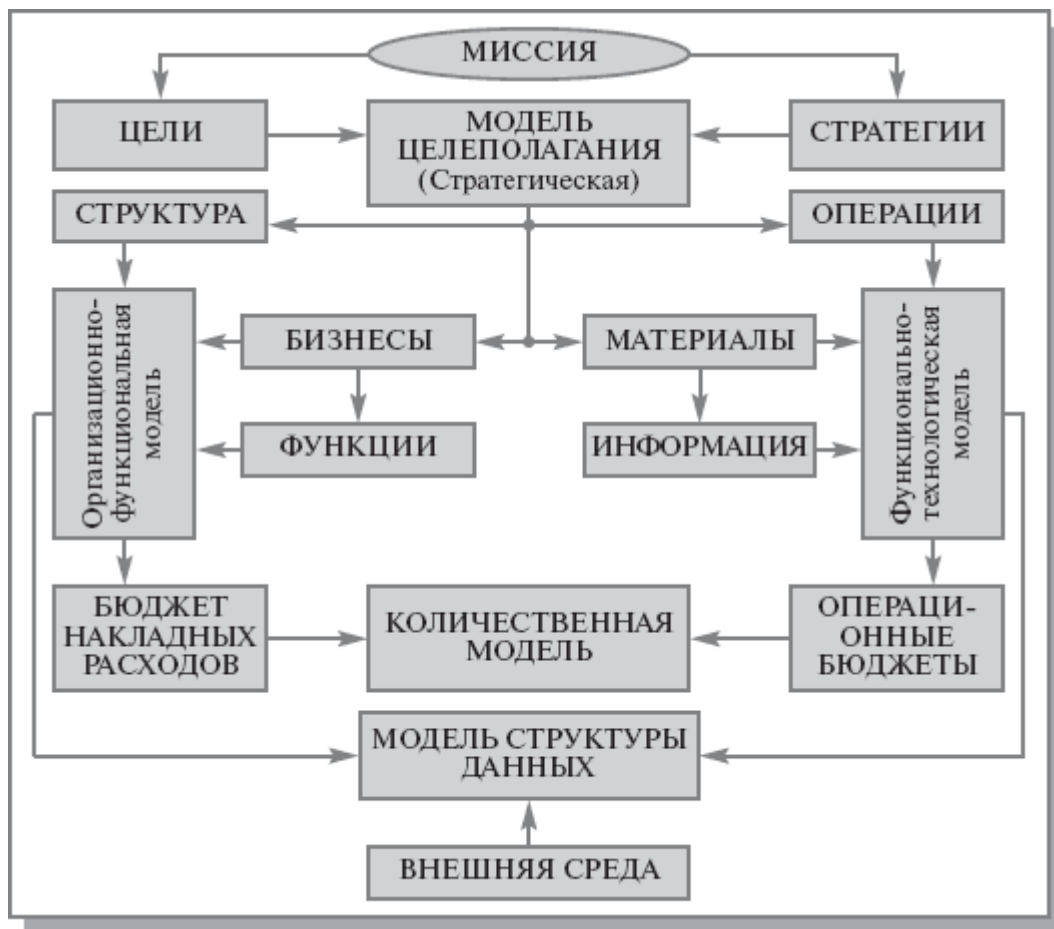 МИССИЯ
ЦЕЛИ
МОДЕЛЬ
ЦЕЛЕПОЛАГАНИЯ
(Стратегическая)
СТРАТЕГИИ
СТРУКТУРА
ОПЕРАЦИИ
Организационно-
функциональная
модель
БИЗНЕСЫ
МАТЕРИАЛЫ
Функционально-
технологическая
модель
ФУНКЦИИ
ИНФОРМАЦИЯ
БЮДЖЕТ
НАКЛАДНЫХ
РАСХОДОВ
КОЛИЧЕСТВЕННАЯ
МОДЕЛЬ
ОПЕРАЦИ-
ОННЫЕ
БЮДЖЕТЫ
МОДЕЛЬ СТРУКТУРЫ
ДАННЫХ
ВНЕШНЯЯ СРЕДА